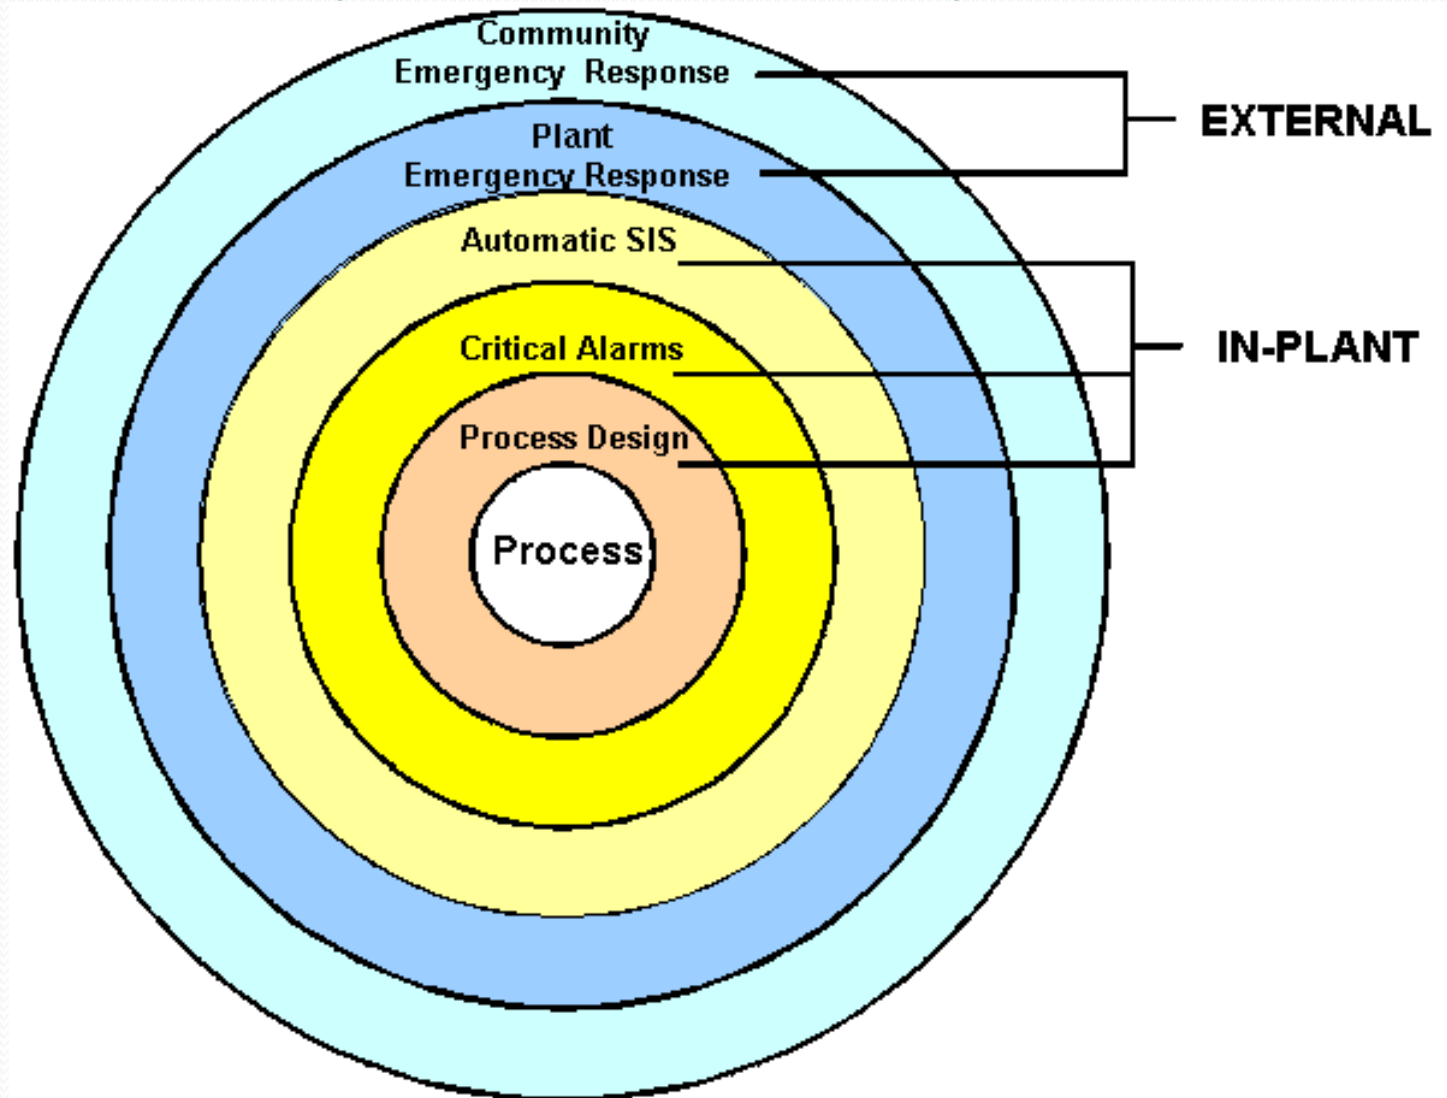 Community
Emergency Response
EXTERNAL
Plant
Emergency Response
Automatic SIS
Critical Alarms
IN-PLANT
Process Design
Process